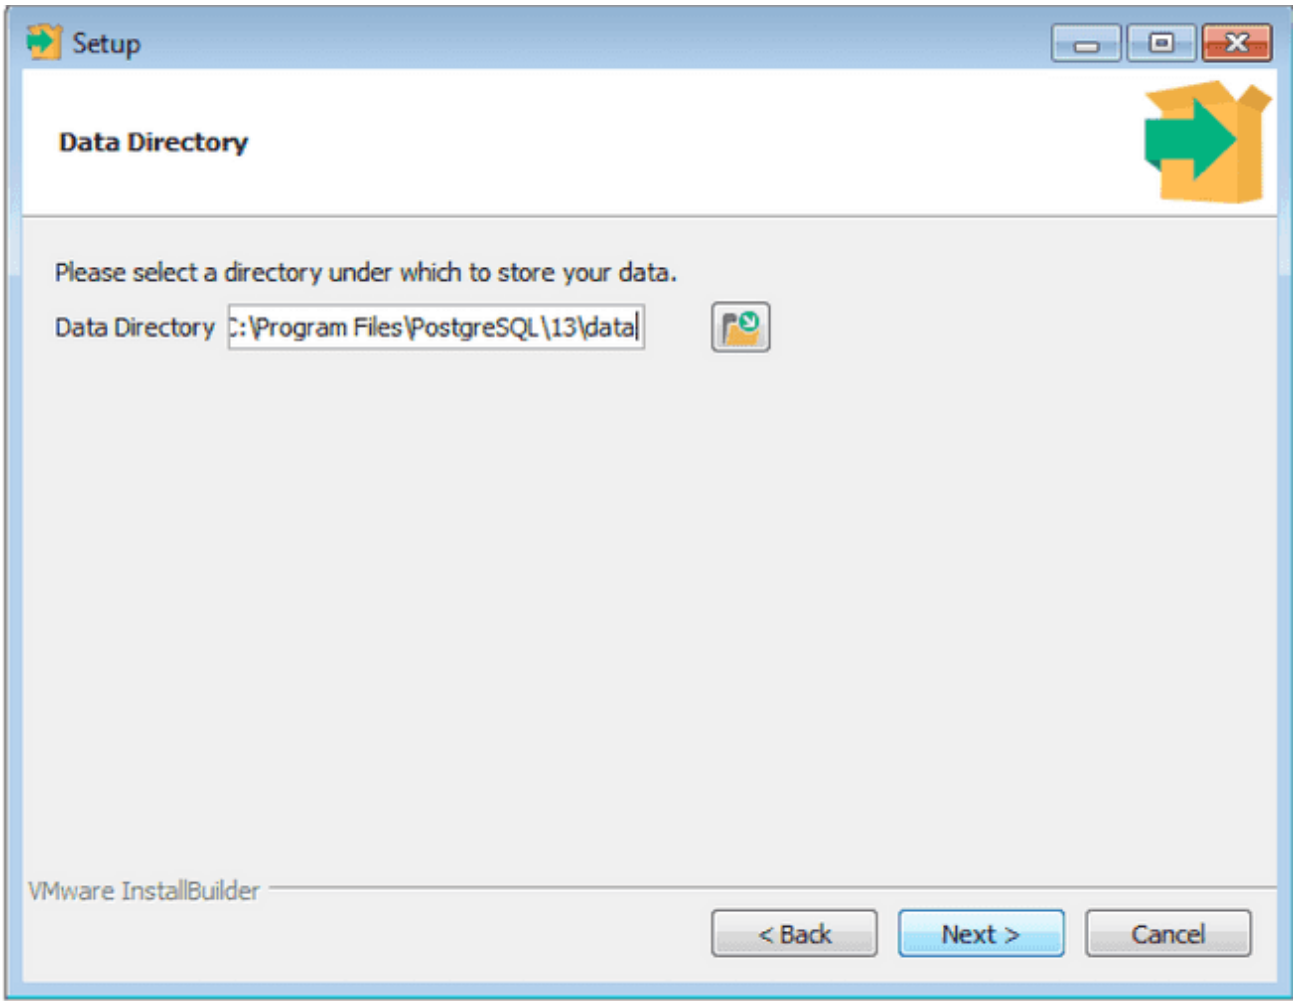 Setup
Data Directory
Please select a directory under which to store your data.
Data Directory C:\Program Files\PostgreSQL\13\data
VMware InstallBuilder
< Back Next > Cancel